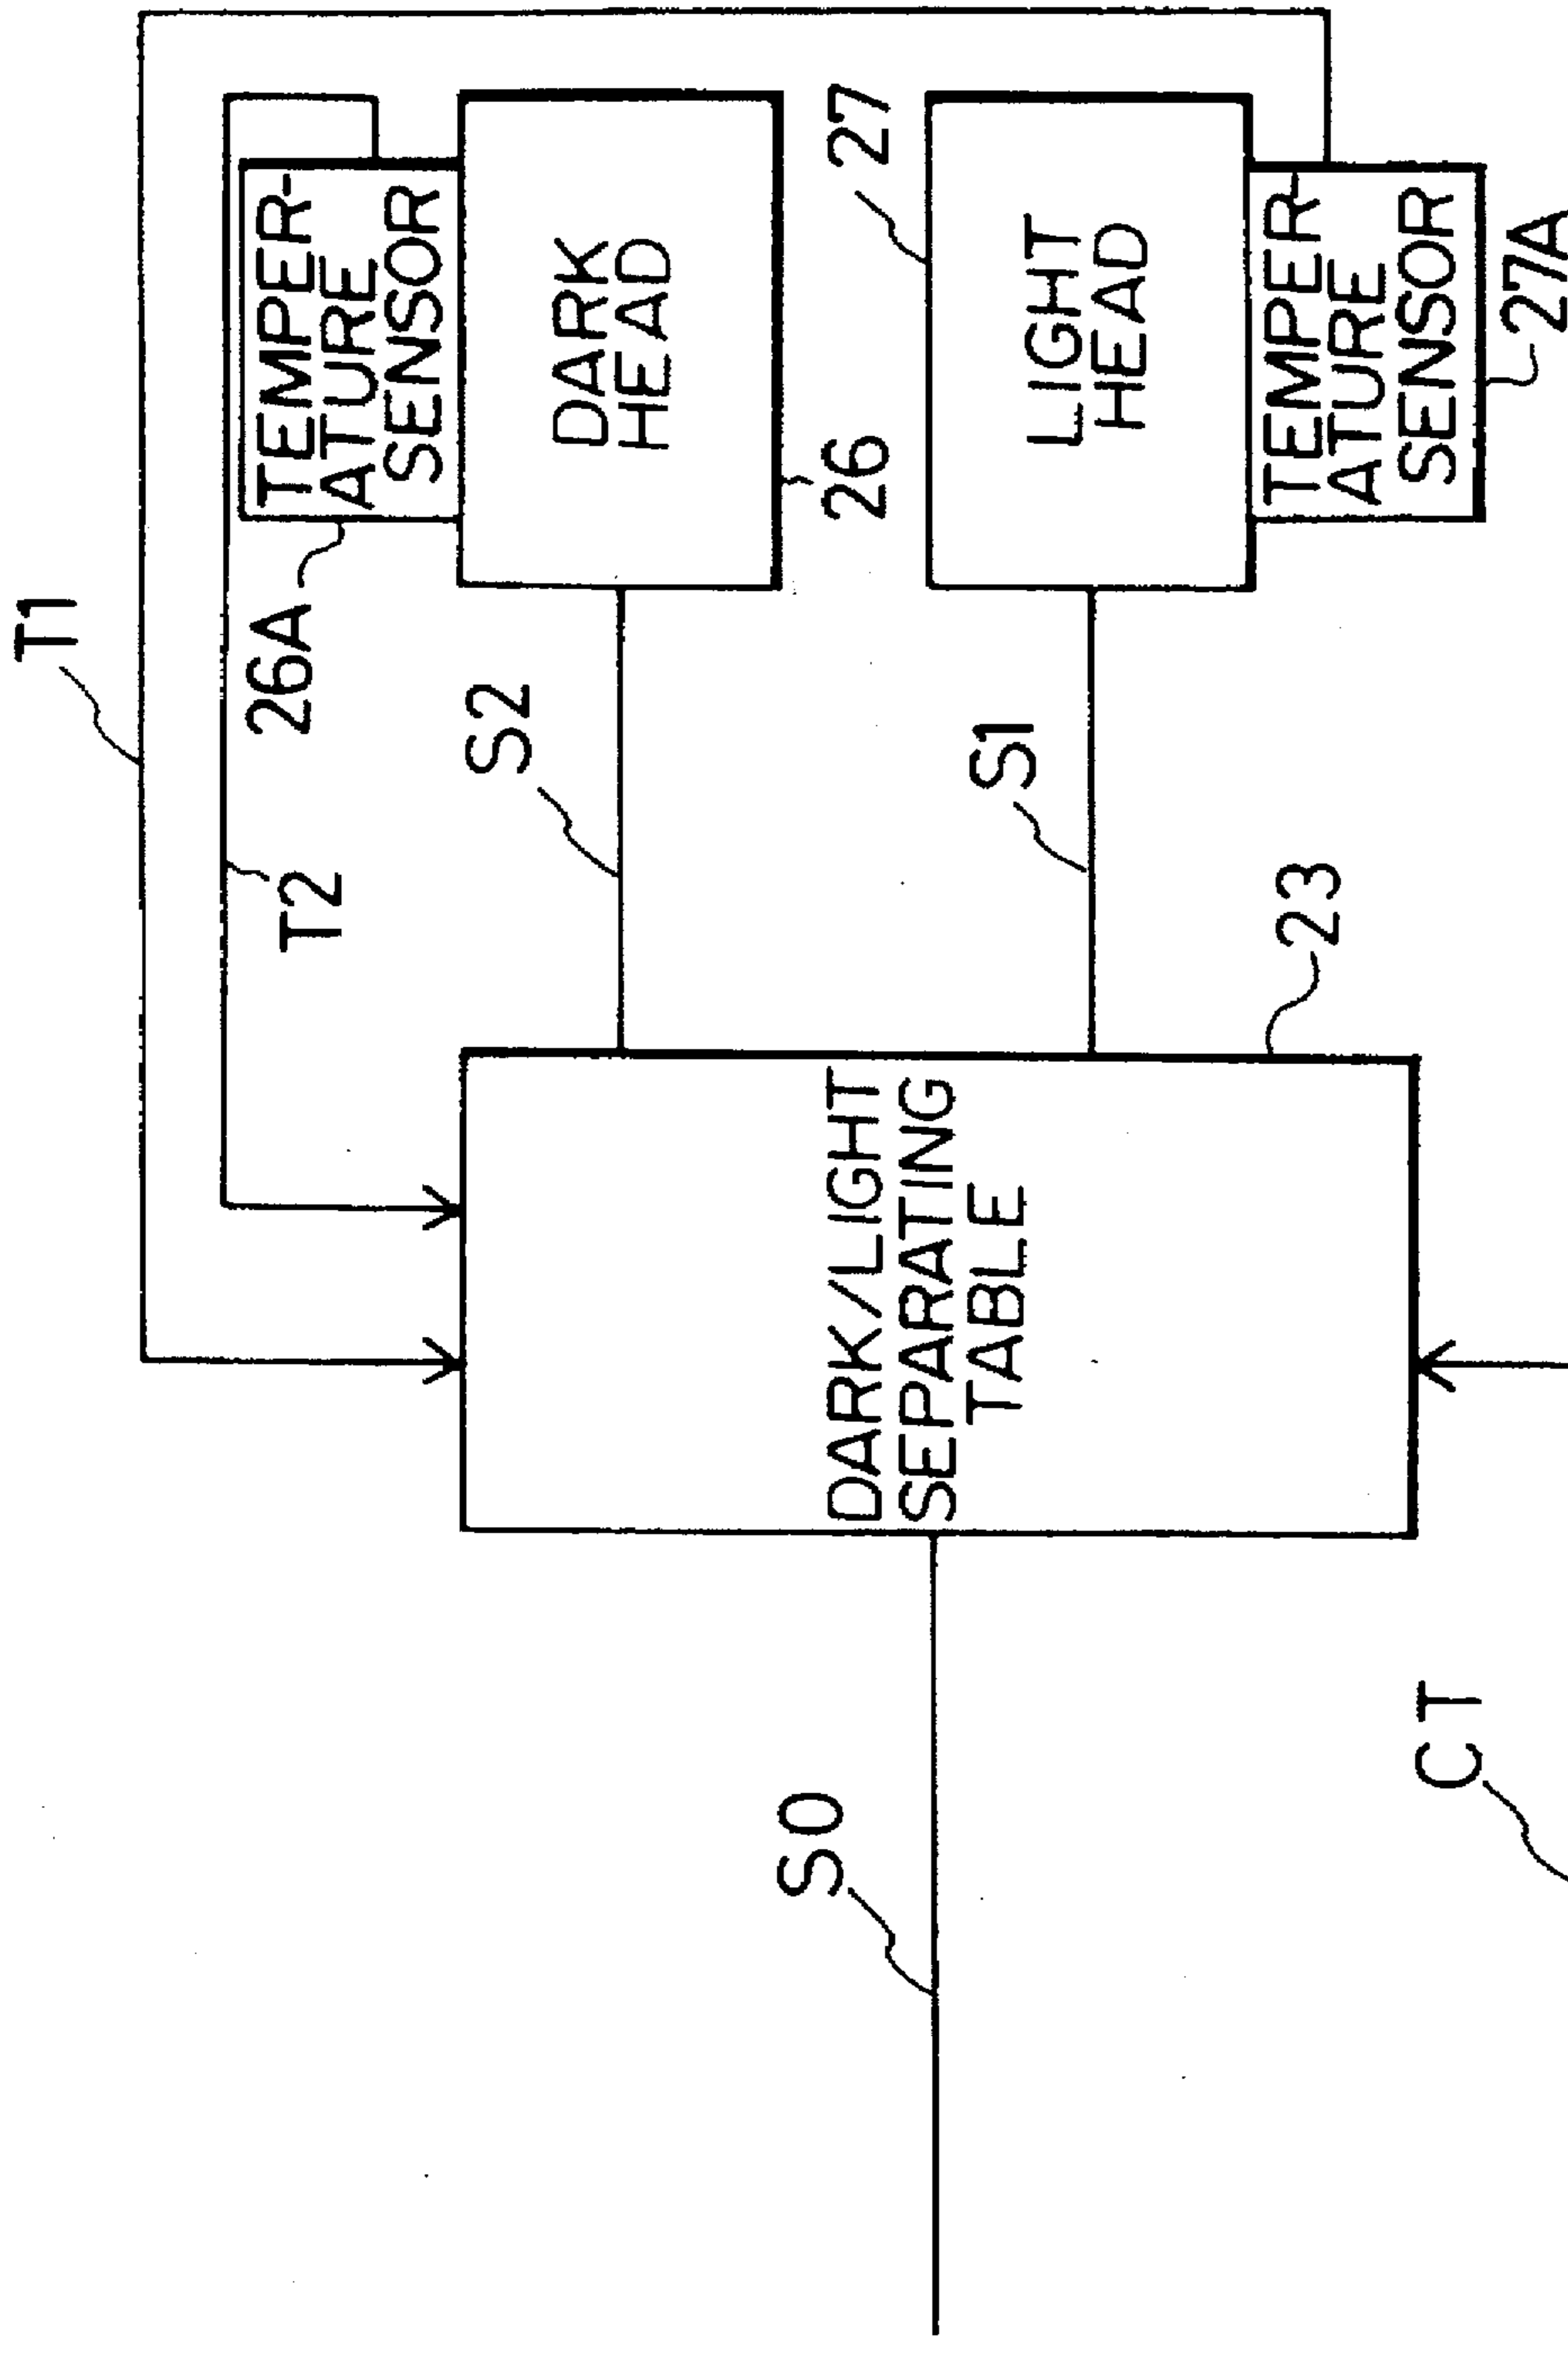 T1
T2
26A
TEMPER-
ATURE
SENSOR
S2
DARK
HEAD
26
27
S0
DARK/LIGHT
SEPARATING
TABLE
S1
LIGHT
HEAD
23
TEMPER-
ATURE
SENSOR
27A
CT